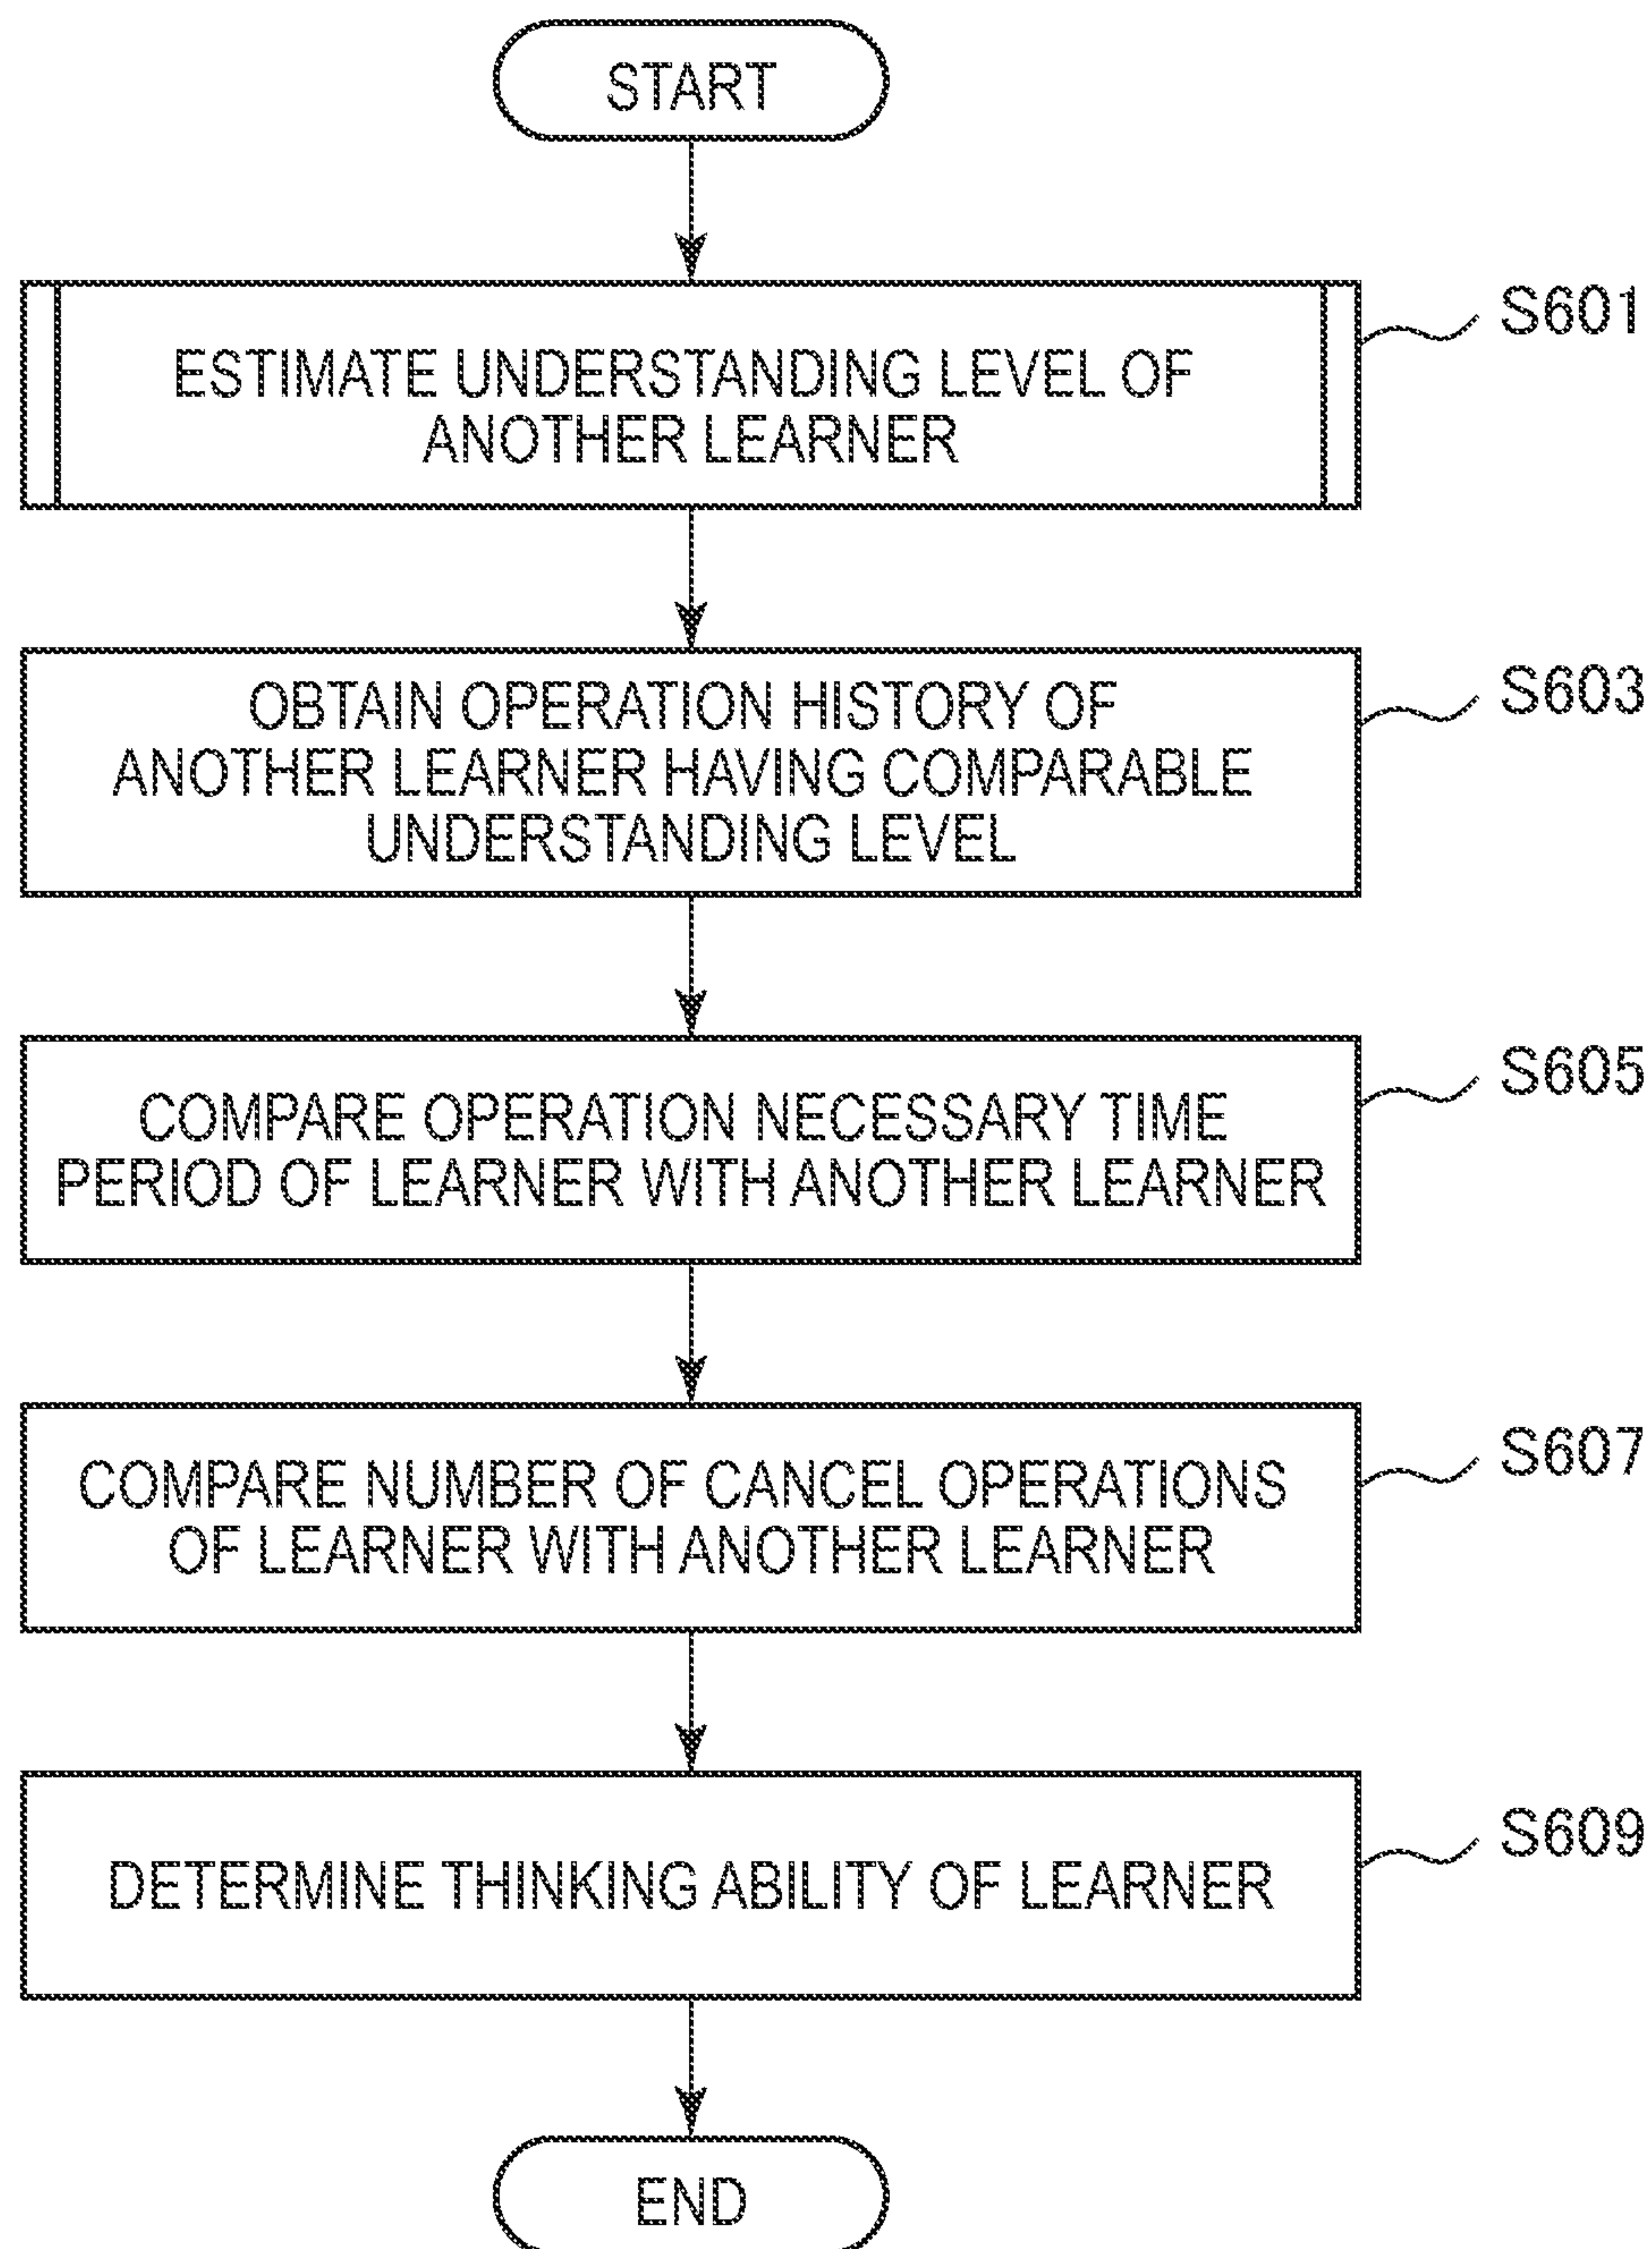 START
ESTIMATE UNDERSTANDING LEVEL OF
ANOTHER LEARNER
S601
OBTAIN OPERATION HISTORY OF
ANOTHER LEARNER HAVING COMPARABLE
UNDERSTANDING LEVEL
S603
COMPARE OPERATION NECESSARY TIME
PERIOD OF LEARNER WITH ANOTHER LEARNER
S605
COMPARE NUMBER OF CANCEL OPERATIONS
OF LEARNER WITH ANOTHER LEARNER
S607
DETERMINE THINKING ABILITY OF LEARNER
S609
END